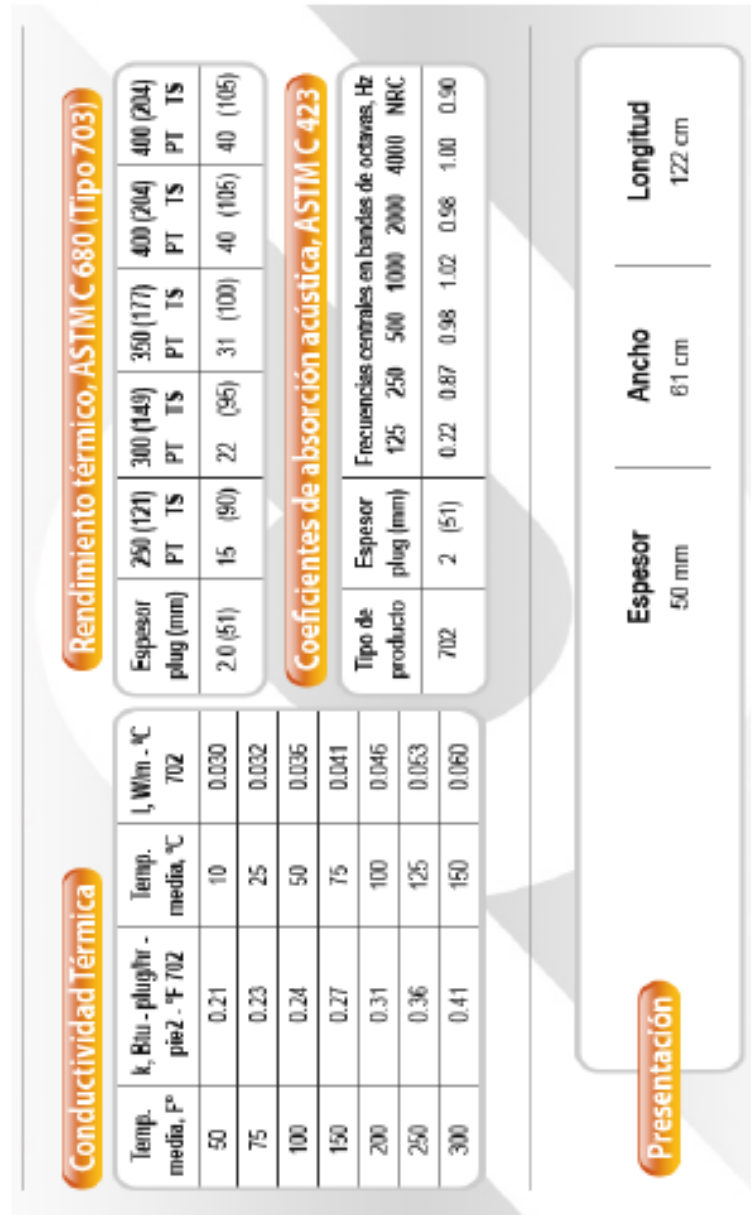 Conductividad Térmica
Temp. media, Fº | k, Btu - plug/hr - pie2 - ºF 702 | Temp. media, ºC | l, W/m - ºC 702
50 | 0.21 | 10 | 0.030
75 | 0.23 | 25 | 0.032
100 | 0.24 | 50 | 0.036
150 | 0.27 | 75 | 0.041
200 | 0.31 | 100 | 0.046
250 | 0.36 | 125 | 0.053
300 | 0.41 | 150 | 0.060
Rendimiento térmico, ASTM C 680 (Tipo 703)
Espesor plug (mm) | 250 (121) | 300 (149) | 350 (177) | 400 (204) | 400 (204)
PT TS | PT TS | PT TS | PT TS | PT TS
2.0 (51) | 15 (90) | 22 (95) | 31 (100) | 40 (105) | 40 (105)
Coeficientes de absorción acústica, ASTM C 423
Tipo de producto | Espesor plug (mm) | Frecuencias centrales en bandas de octavas, Hz
125 250 500 1000 2000 4000 NRC
702 | 2 (51) | 0.22 0.87 0.98 1.02 0.98 1.00 0.90
Presentación
Espesor | Ancho | Longitud
50 mm | 61 cm | 122 cm